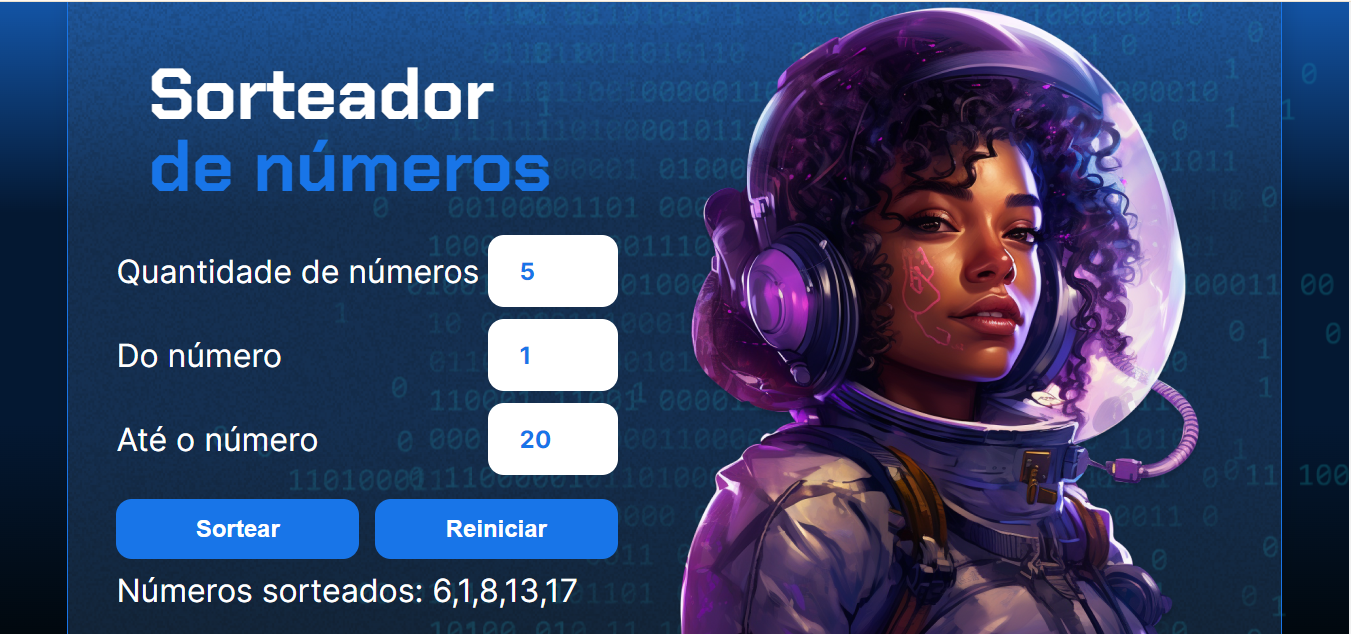 Sorteador
de números
Quantidade de números 5
Do número 1
Até o número 20
Sortear Reiniciar
Números sorteados: 6,1,8,13,17